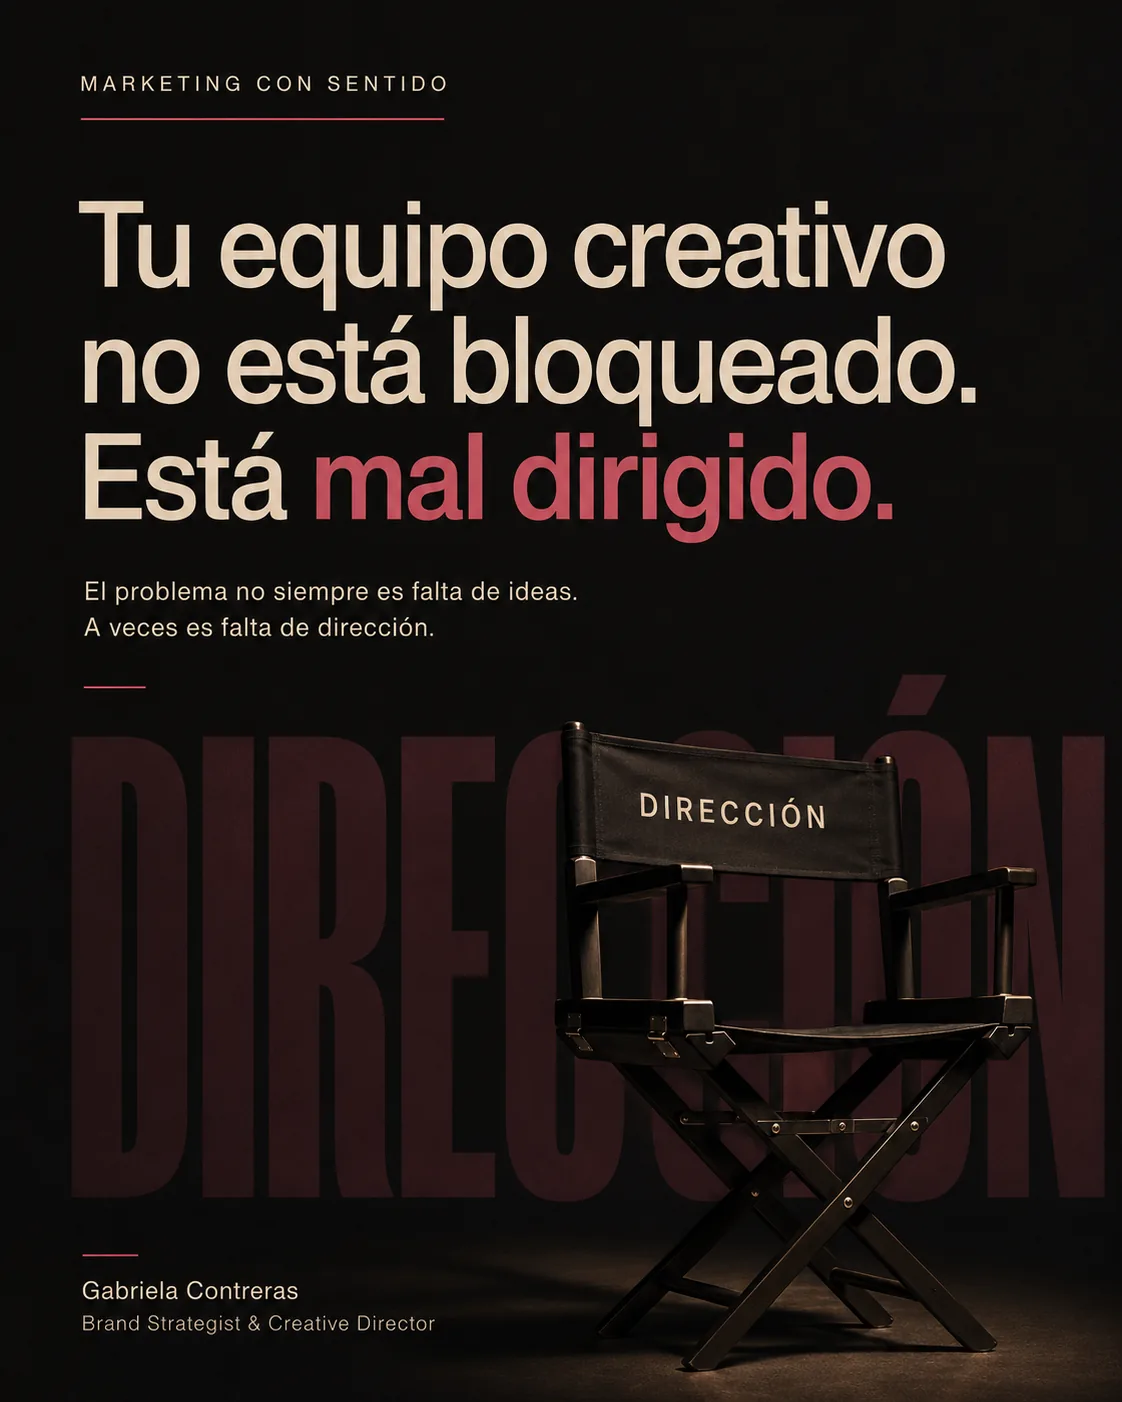 MARKETING CON SENTIDO
Tu equipo creativo
no está bloqueado.
Está mal dirigido.
El problema no siempre es falta de ideas.
A veces es falta de dirección.
DIRECCIÓN
DIRECCIÓN
Gabriela Contreras
Brand Strategist & Creative Director